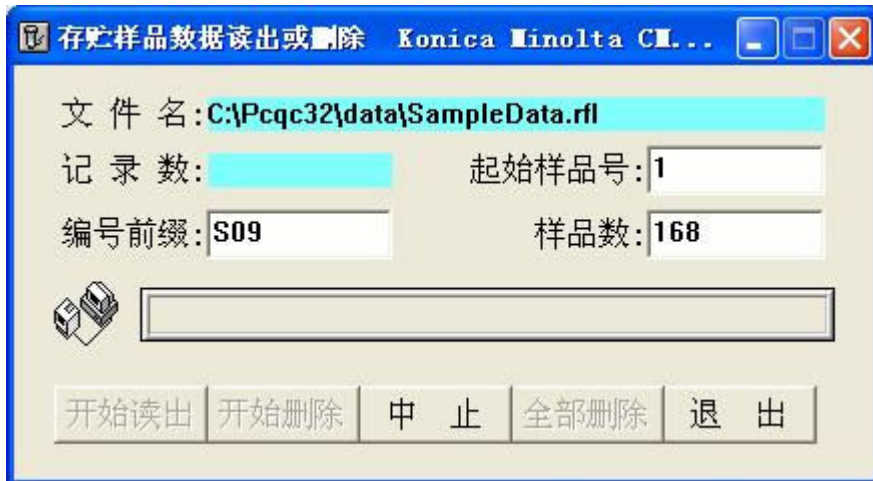 存贮样品数据读出或删除 Konica Minolta CM...
文 件 名:C:\Pcqc32\data\SampleData.rfl
记 录 数: 起始样品号:1
编号前缀:S09 样品数:168
开始读出 开始删除 中 止 全部删除 退 出